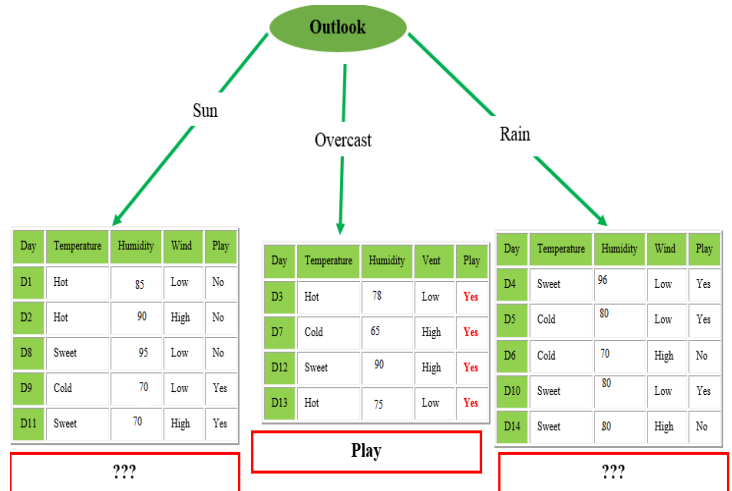 Outlook
Sun
Overcast
Rain
Day Temperature Humidity Wind Play
D1 Hot 85 Low No
D2 Hot 90 High No
D8 Sweet 95 Low No
D9 Cold 70 Low Yes
D11 Sweet 70 High Yes
???
Day Temperature Humidity Vent Play
D3 Hot 78 Low Yes
D7 Cold 65 High Yes
D12 Sweet 90 High Yes
D13 Hot 75 Low Yes
Play
Day Temperature Humidity Wind Play
D4 Sweet 96 Low Yes
D5 Cold 80 Low Yes
D6 Cold 70 High No
D10 Sweet 80 Low Yes
D14 Sweet 80 High No
???